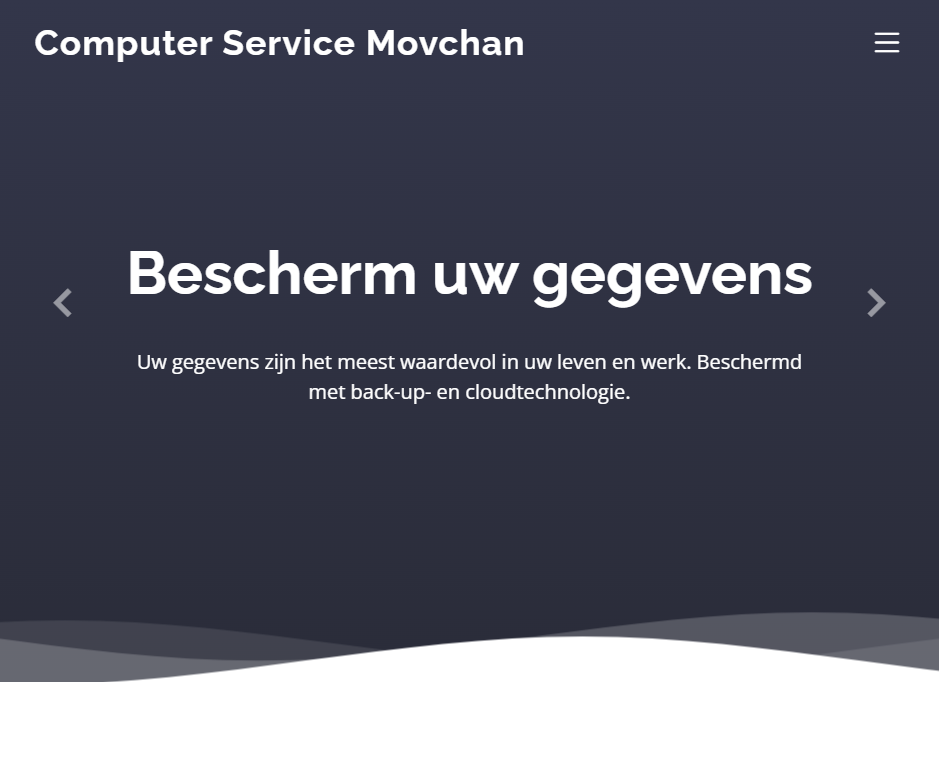 Computer Service Movchan
Bescherm uw gegevens
Uw gegevens zijn het meest waardevol in uw leven en werk. Beschermd
met back-up- en cloudtechnologie.